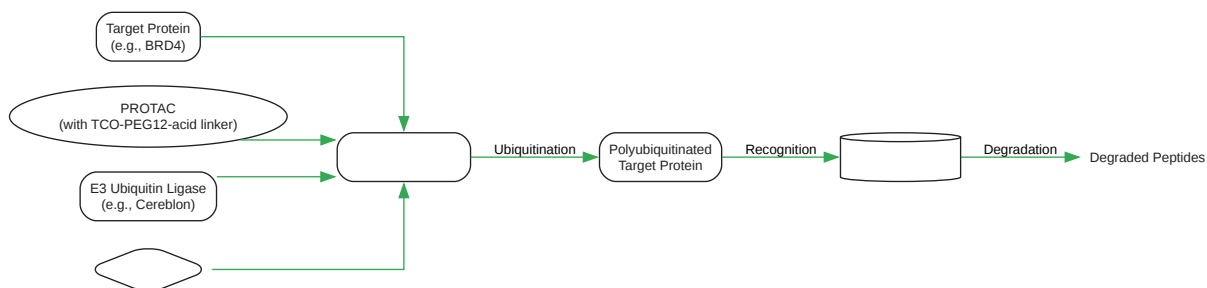 Target Protein
(e.g., BRD4)
PROTAC
(with TCO-PEG12-acid linker)
E3 Ubiquitin Ligase
(e.g., Cereblon)
Ubiquitination
Polyubiquitinated
Target Protein
Recognition
Degradation
Degraded Peptides